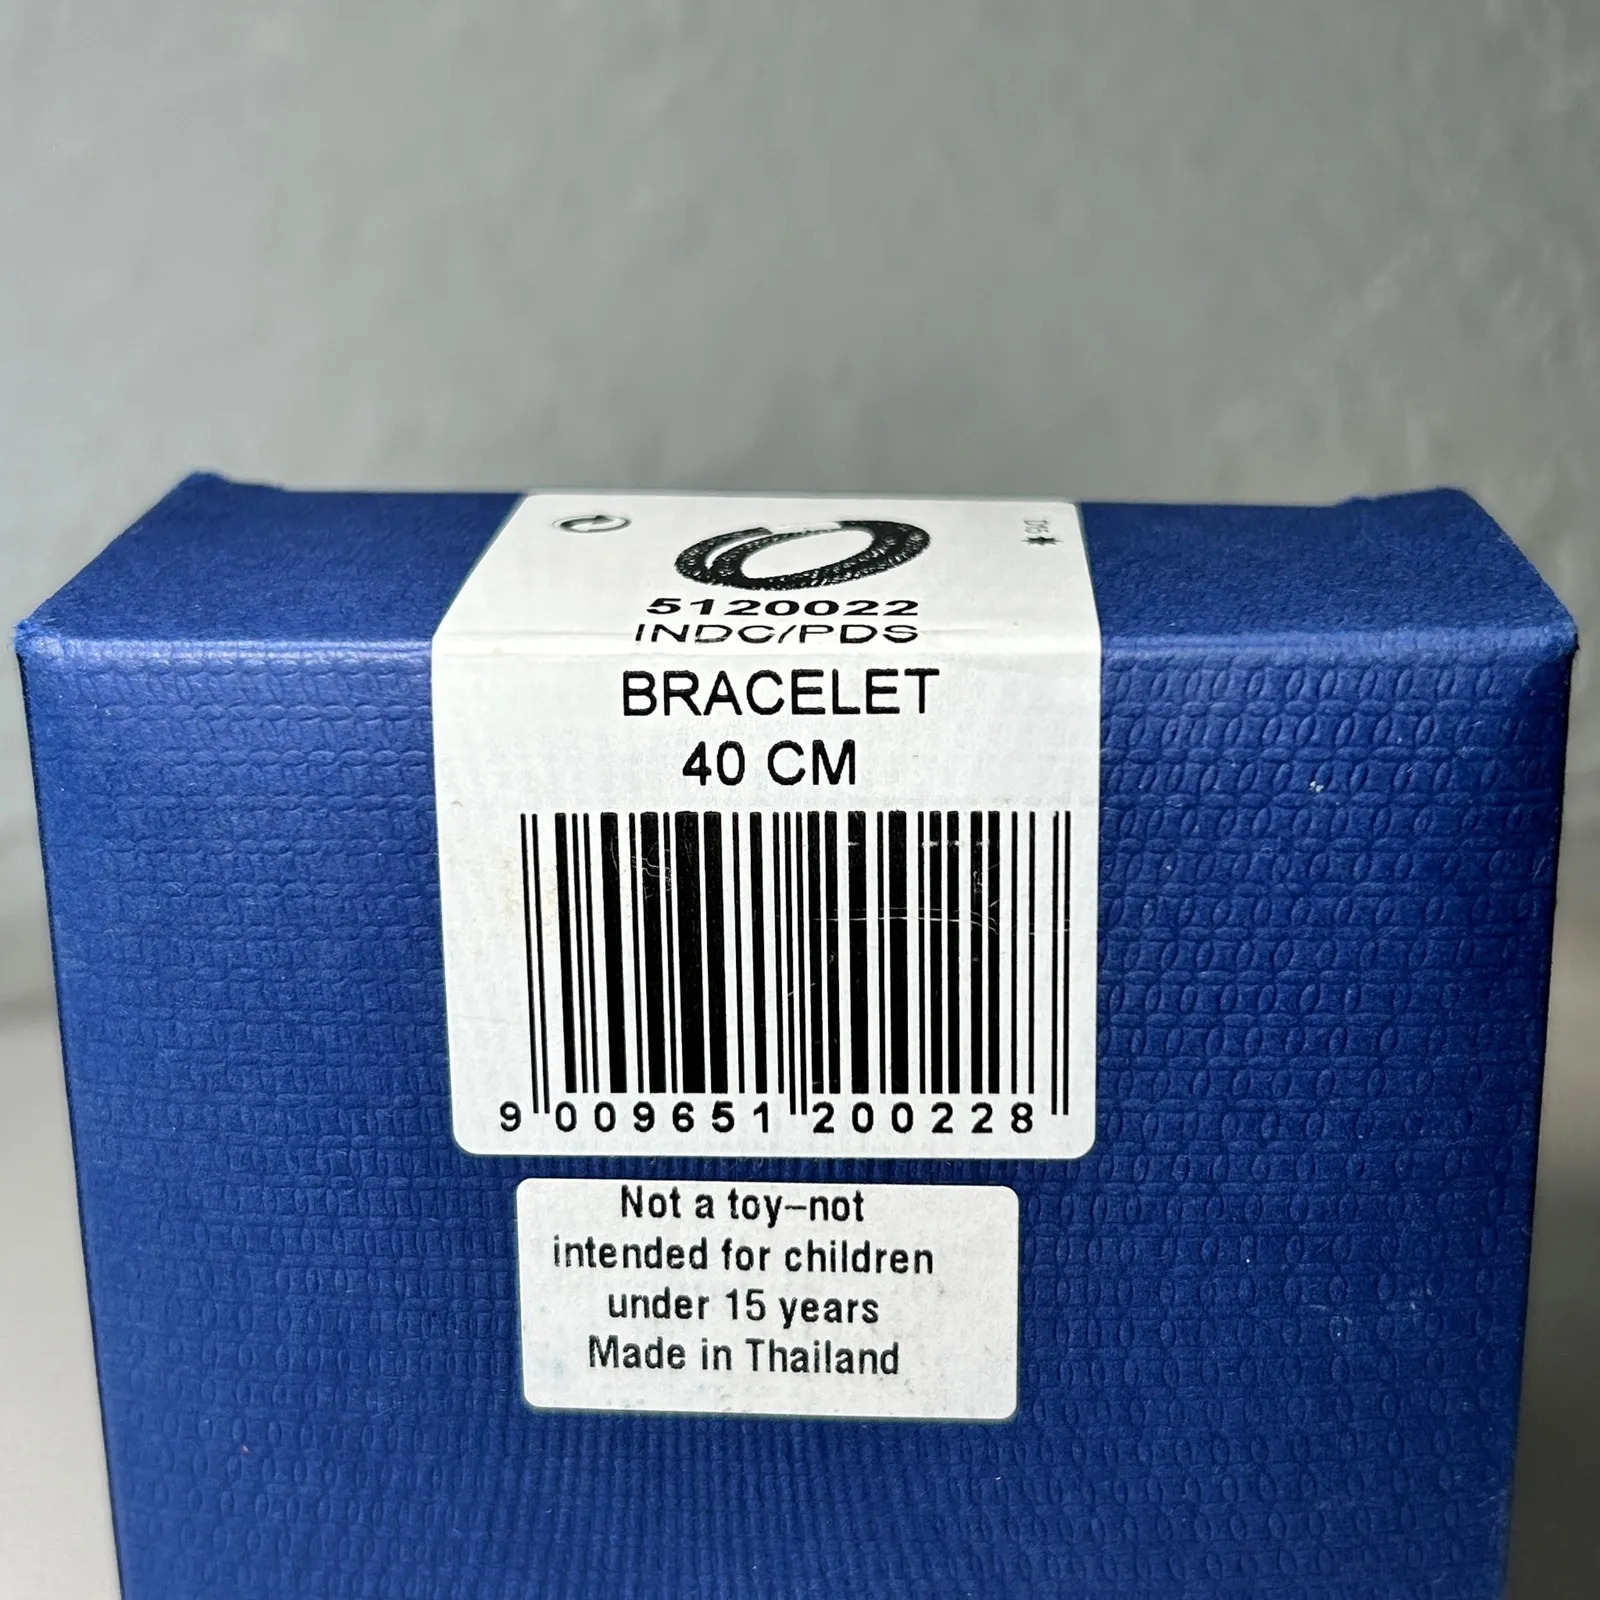 5120022
INDC/PDS
BRACELET
40 CM
9 009651 200228
Not a toy–not
intended for children
under 15 years
Made in Thailand